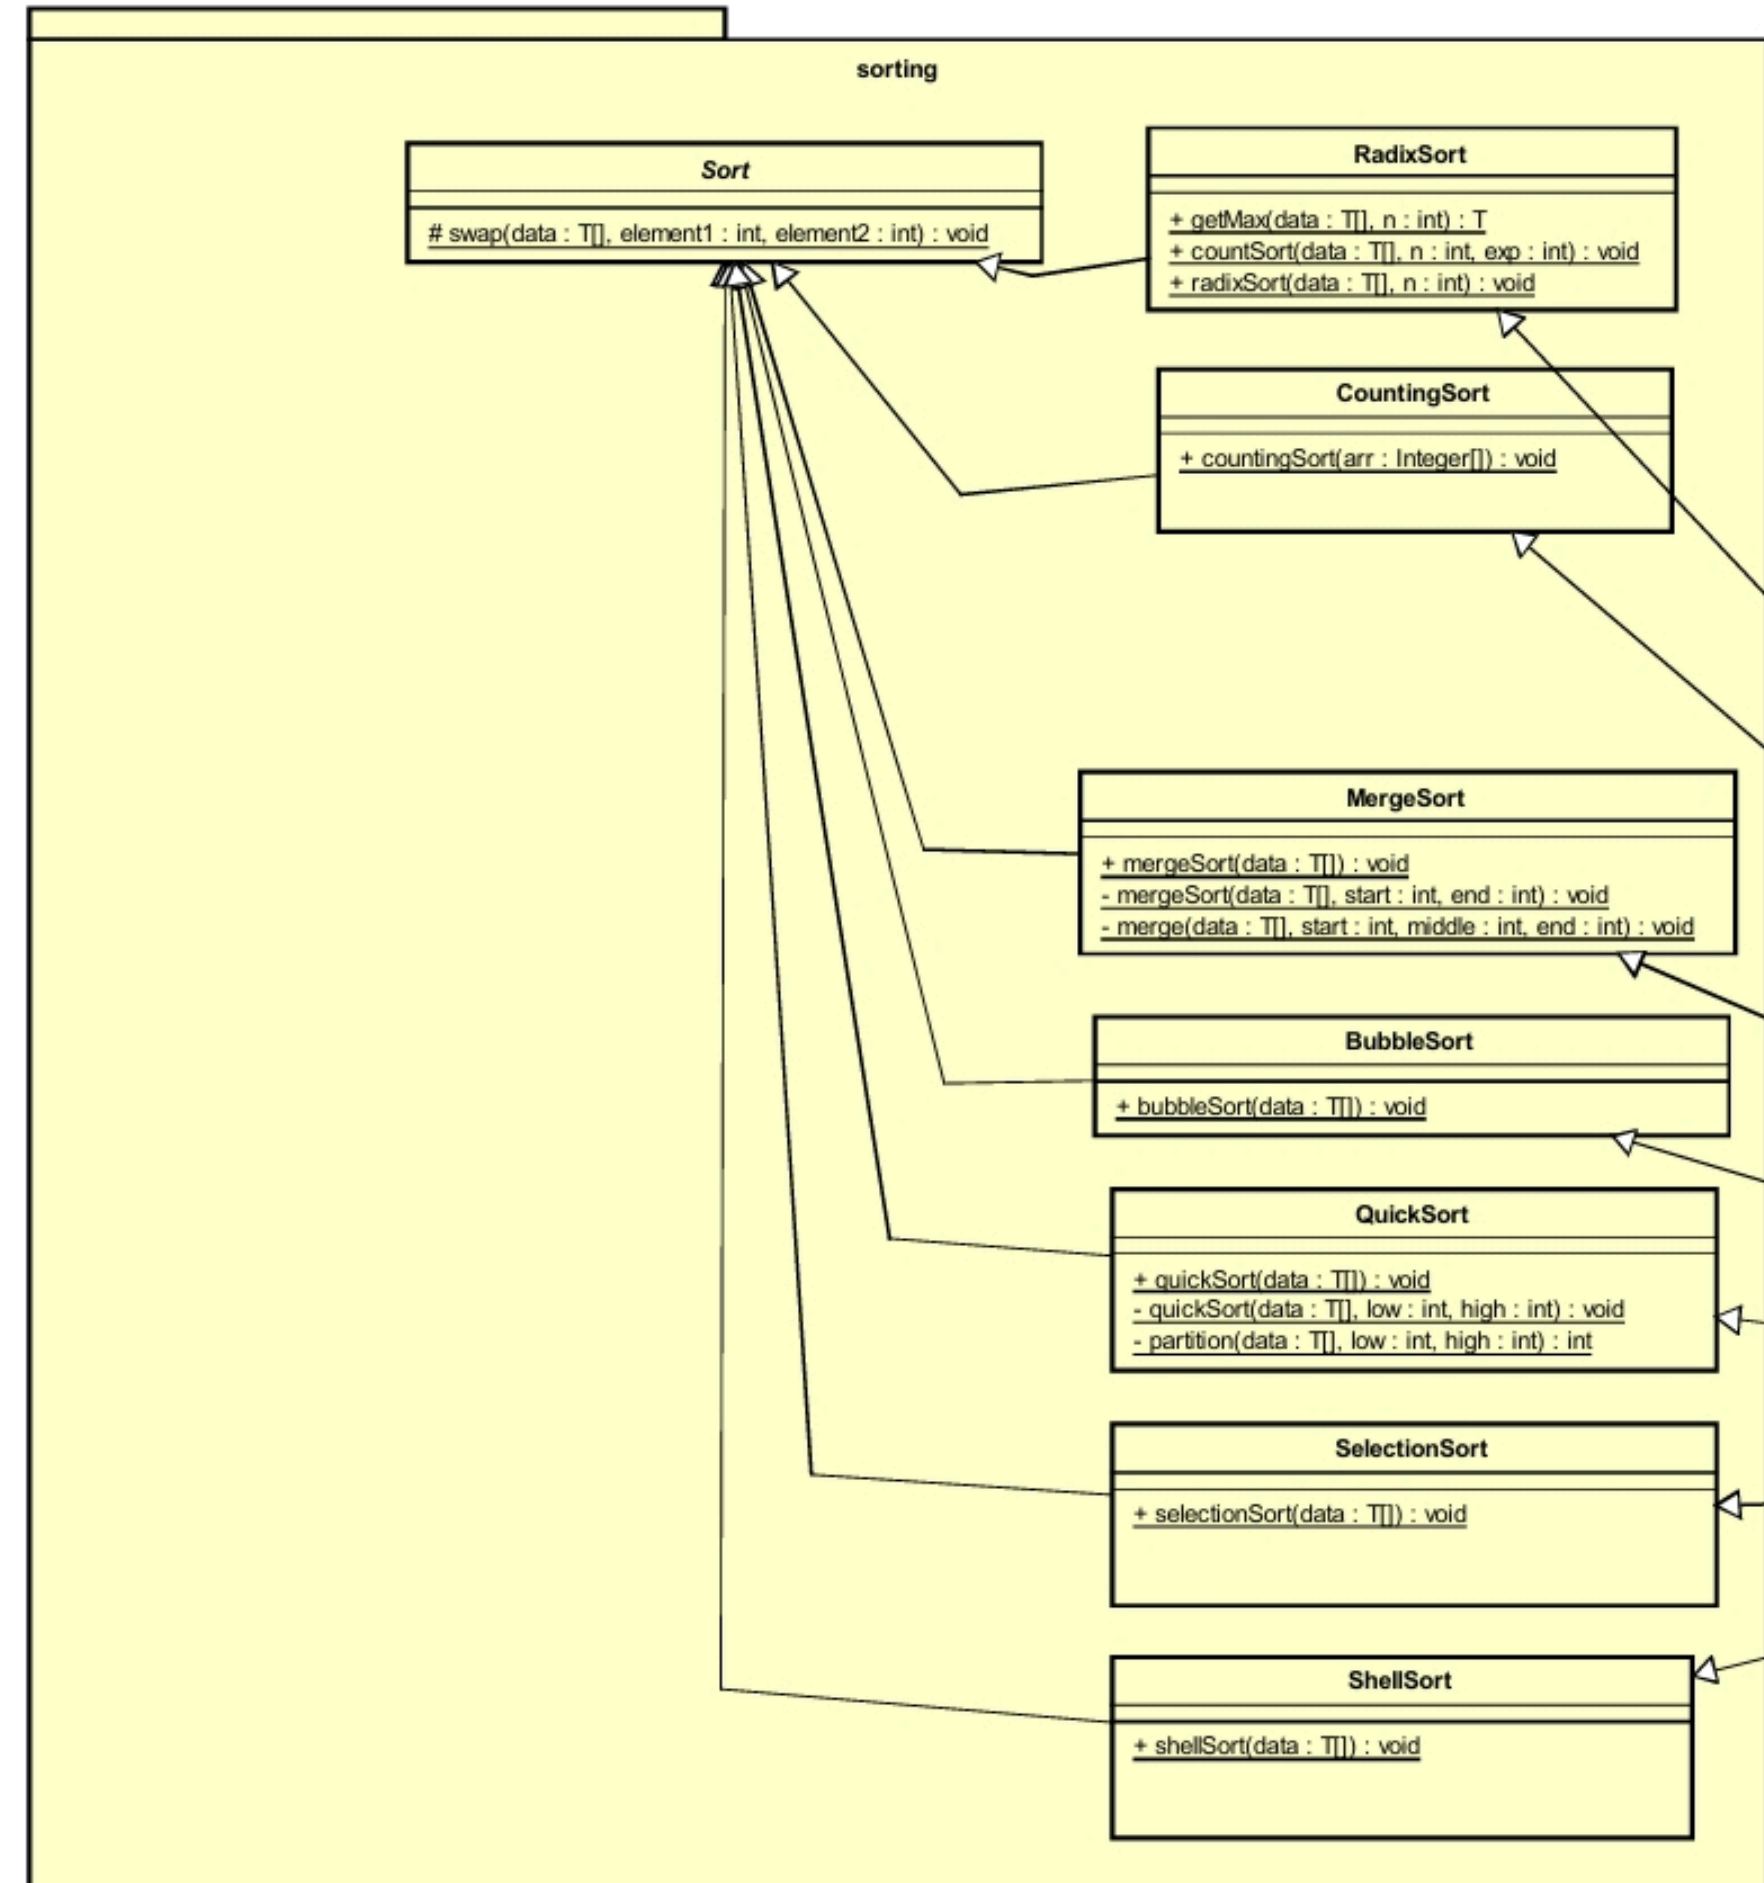 sorting
Sort
# swap(data : T[], element1 : int, element2 : int) : void
RadixSort
+ getMax(data : T[], n : int) : T
+ countSort(data : T[], n : int, exp : int) : void
+ radixSort(data : T[], n : int) : void
CountingSort
+ countingSort(arr : Integer[]) : void
MergeSort
+ mergeSort(data : T[]) : void
- mergeSort(data : T[], start : int, end : int) : void
- merge(data : T[], start : int, middle : int, end : int) : void
BubbleSort
+ bubbleSort(data : T[]) : void
QuickSort
+ quickSort(data : T[]) : void
- quickSort(data : T[], low : int, high : int) : void
- partition(data : T[], low : int, high : int) : int
SelectionSort
+ selectionSort(data : T[]) : void
ShellSort
+ shellSort(data : T[]) : void